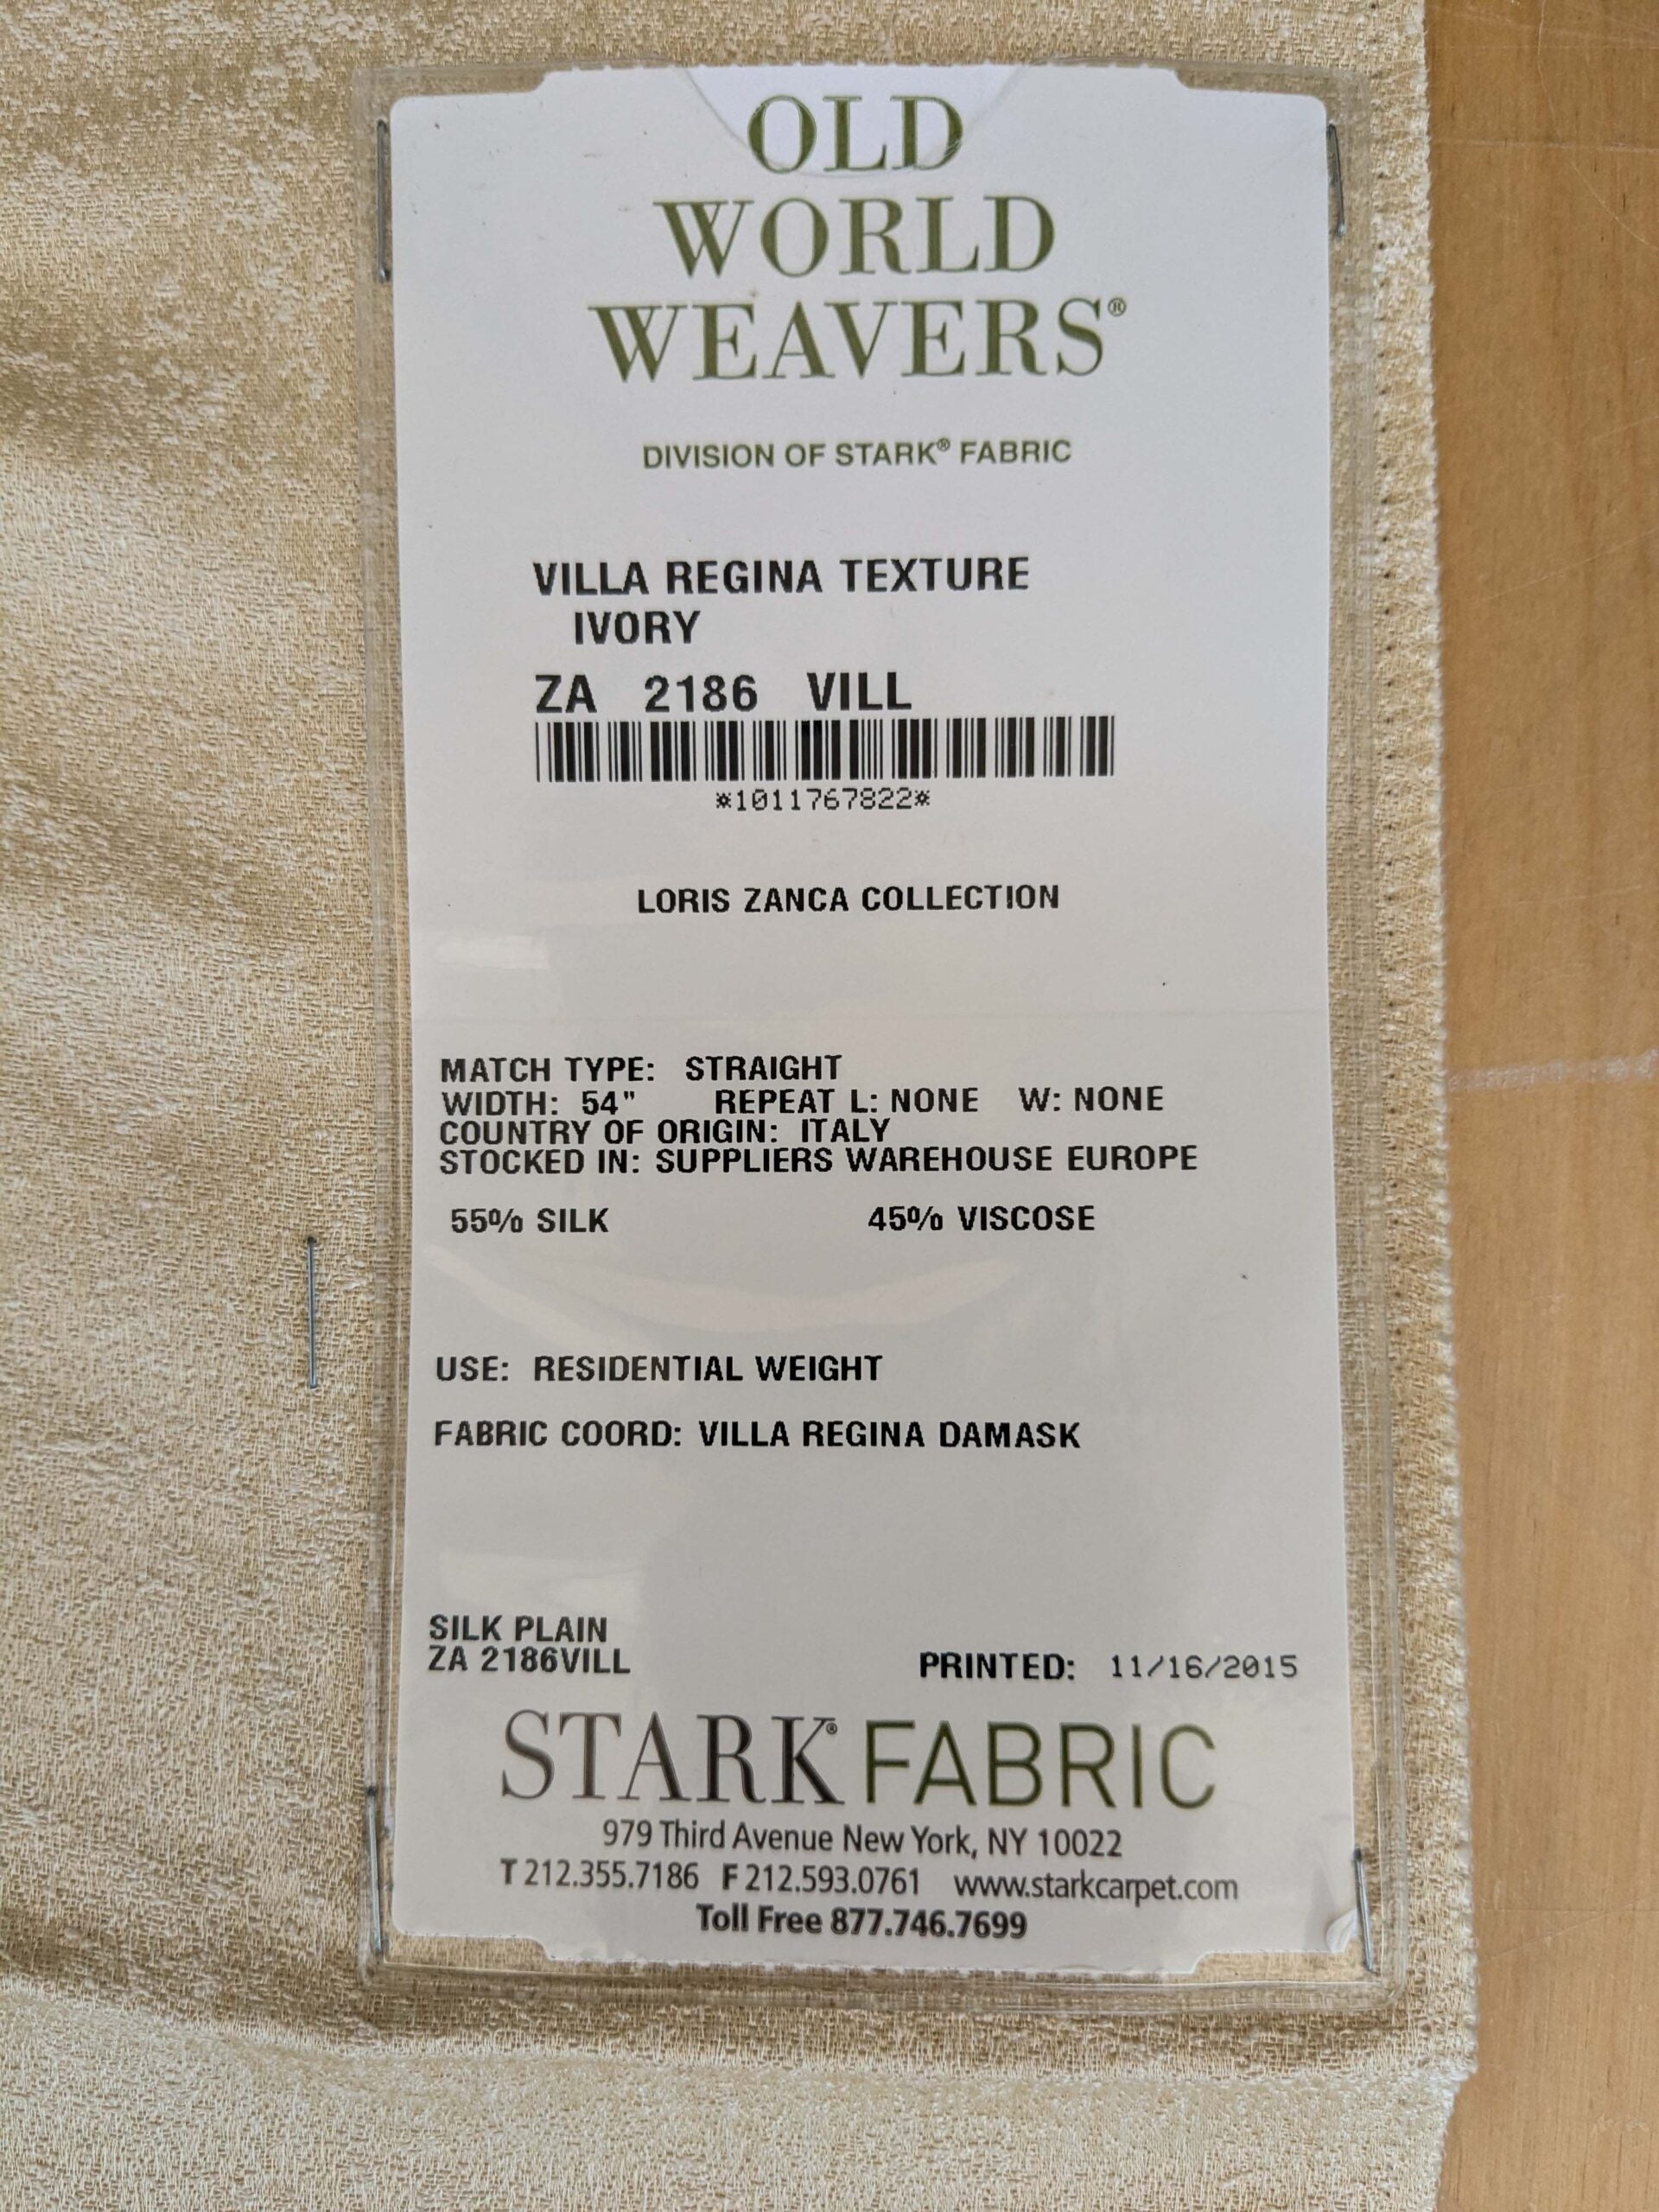 OLD
WORLD
WEAVERS®
DIVISION OF STARK® FABRIC
VILLA REGINA TEXTURE
IVORY
ZA 2186 VILL
*1011767822*
LORIS ZANCA COLLECTION
MATCH TYPE: STRAIGHT
WIDTH: 54" REPEAT L: NONE W: NONE
COUNTRY OF ORIGIN: ITALY
STOCKED IN: SUPPLIERS WAREHOUSE EUROPE
55% SILK 45% VISCOSE
USE: RESIDENTIAL WEIGHT
FABRIC COORD: VILLA REGINA DAMASK
SILK PLAIN
ZA 2186VILL PRINTED: 11/16/2015
STARK® FABRIC
979 Third Avenue New York, NY 10022
T 212.355.7186 F 212.593.0761 www.starkcarpet.com
Toll Free 877.746.7699